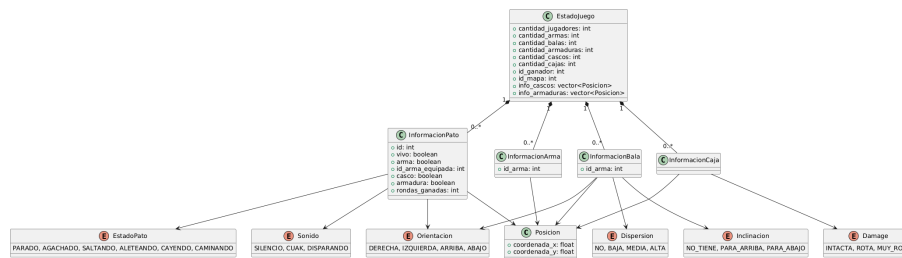 C EstadoJuego
cantidad_jugadores: int
cantidad_armas: int
cantidad_balas: int
cantidad_armaduras: int
cantidad_cascos: int
cantidad_cajas: int
id_ganador: int
id_mapa: int
info_cascos: vector<Posicion>
info_armaduras: vector<Posicion>
1 1 1 1
0..* 0..* 0..* 0..*
C InformacionPato
id: int
vivo: boolean
arma: boolean
id_arma_equipada: int
casco: boolean
armadura: boolean
rondas_ganadas: int
C InformacionArma
id_arma: int
C InformacionBala
id_arma: int
C InformacionCaja
E EstadoPato
PARADO, AGACHADO, SALTANDO, ALETEANDO, CAYENDO, CAMINANDO
E Sonido
SILENCIO, CUAK, DISPARANDO
E Orientacion
DERECHA, IZQUIERDA, ARRIBA, ABAJO
C Posicion
coordenada_x: float
coordenada_y: float
E Dispersion
NO, BAJA, MEDIA, ALTA
E Inclinacion
NO_TIENE, PARA_ARRIBA, PARA_ABAJO
E Damage
INTACTA, ROTA, MUY_RO